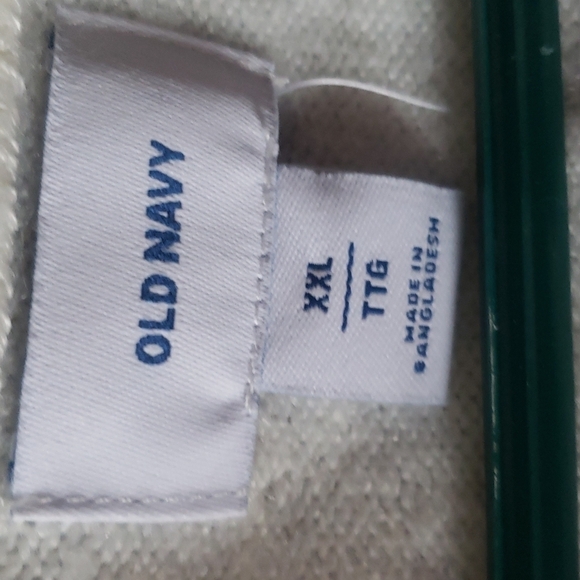 OLD NAVY
XXL
TTG
MADE IN
BANGLADESH